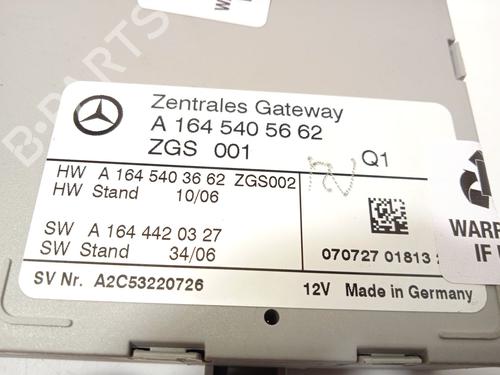 Zentrales Gateway
A 164 540 56 62
ZGS 001
Q1
HW A 164 540 36 62 ZGS002
HW Stand 10/06
SW A 164 442 03 27
SW Stand 34/06
070727 01813
SV Nr. A2C53220726
12V Made in Germany
IF
B-PARTS